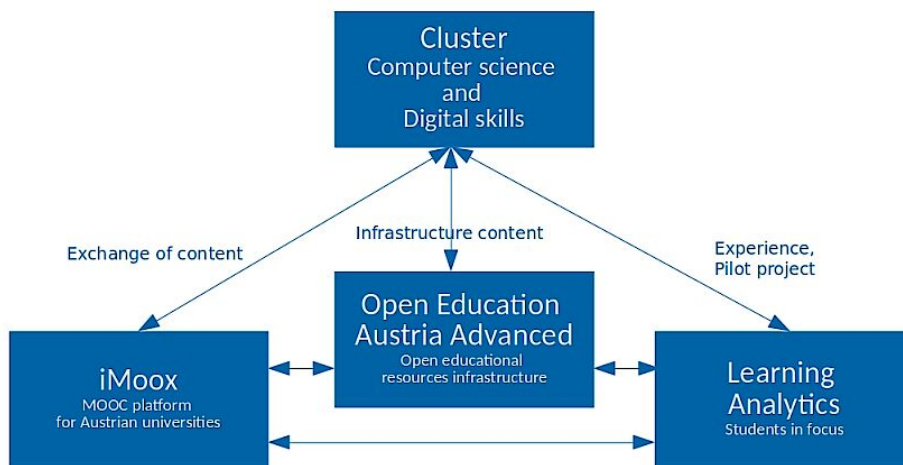 Cluster
Computer science
and
Digital skills
Exchange of content
Infrastructure content
Experience,
Pilot project
Open Education
Austria Advanced
Open educational
resources infrastructure
iMoox
MOOC platform
for Austrian universities
Learning
Analytics
Students in focus